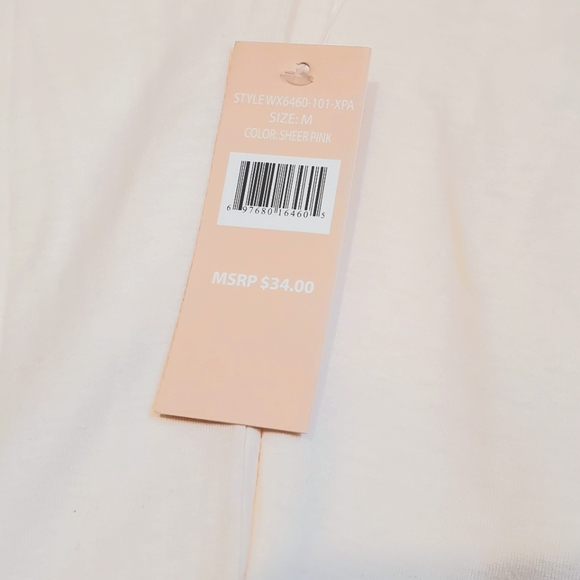 STYLE WX6460-101-XPA
SIZE: M
COLOR: SHEER PINK
6 97680 16460 5
MSRP $34.00